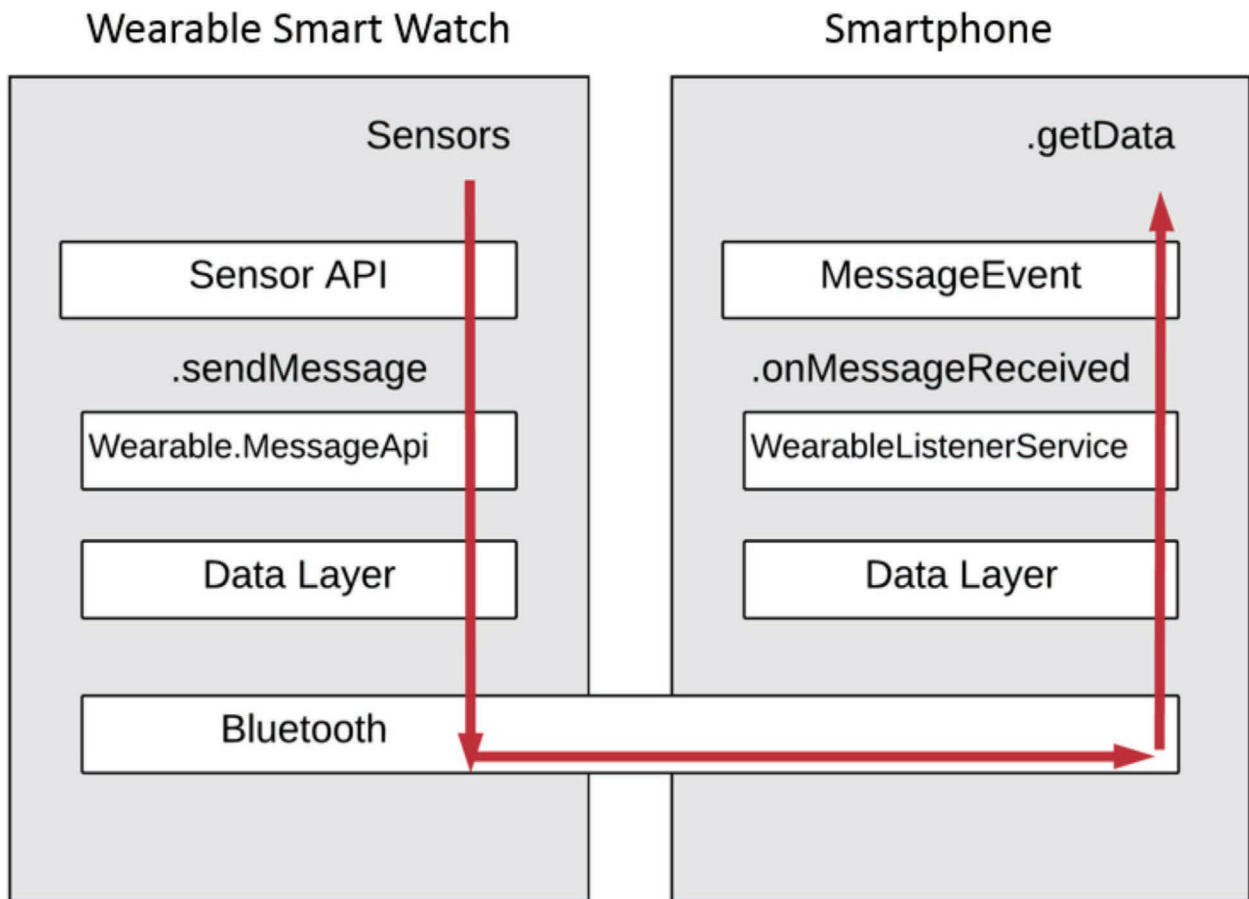 Wearable Smart Watch
Smartphone
Sensors
.getData
Sensor API
MessageEvent
.sendMessage
.onMessageReceived
Wearable.MessageApi
WearableListenerService
Data Layer
Data Layer
Bluetooth